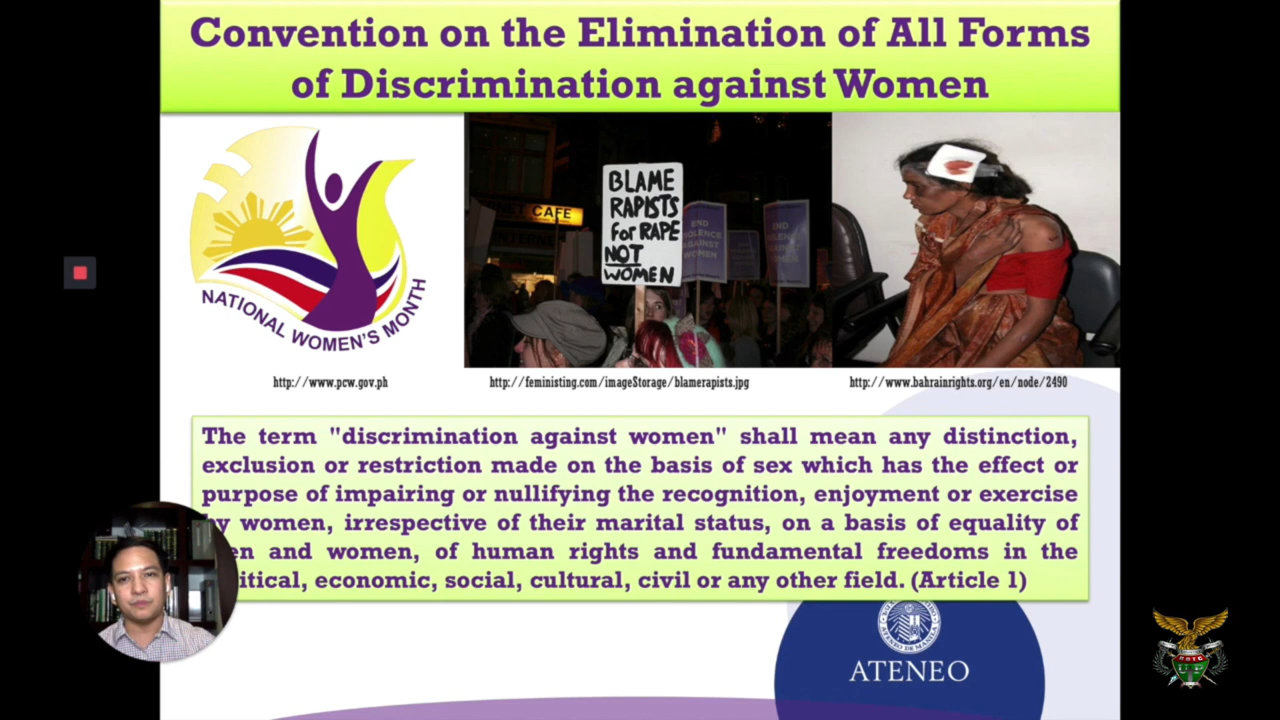 Convention on the Elimination of All Forms
of Discrimination against Women
NATIONAL WOMEN'S MONTH
CAFE
BLAME
RAPISTS
For RAPE
NOT
WOMEN
END
VIOLENCE
AGAINST
WOMEN
http://www.pcw.gov.ph
http://feministing.com/imageStorage/blamerapists.jpg
http://www.bahrainrights.org/en/node/2490
The term "discrimination against women" shall mean any distinction,
exclusion or restriction made on the basis of sex which has the effect or
purpose of impairing or nullifying the recognition, enjoyment or exercise
women, irrespective of their marital status, on a basis of equality of
and women, of human rights and fundamental freedoms in the
economic, social, cultural, civil or any other field. (Article 1)
ATENEO DE MANILA
ATENEO
ROTC